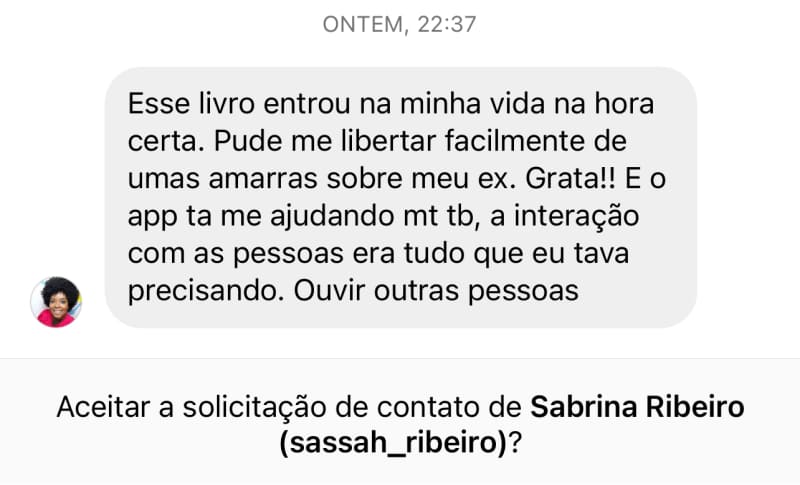 ONTEM, 22:37
Esse livro entrou na minha vida na hora
certa. Pude me libertar facilmente de
umas amarras sobre meu ex. Grata!! E o
app ta me ajudando mt tb, a interação
com as pessoas era tudo que eu tava
precisando. Ouvir outras pessoas
Aceitar a solicitação de contato de Sabrina Ribeiro
(sassah_ribeiro)?